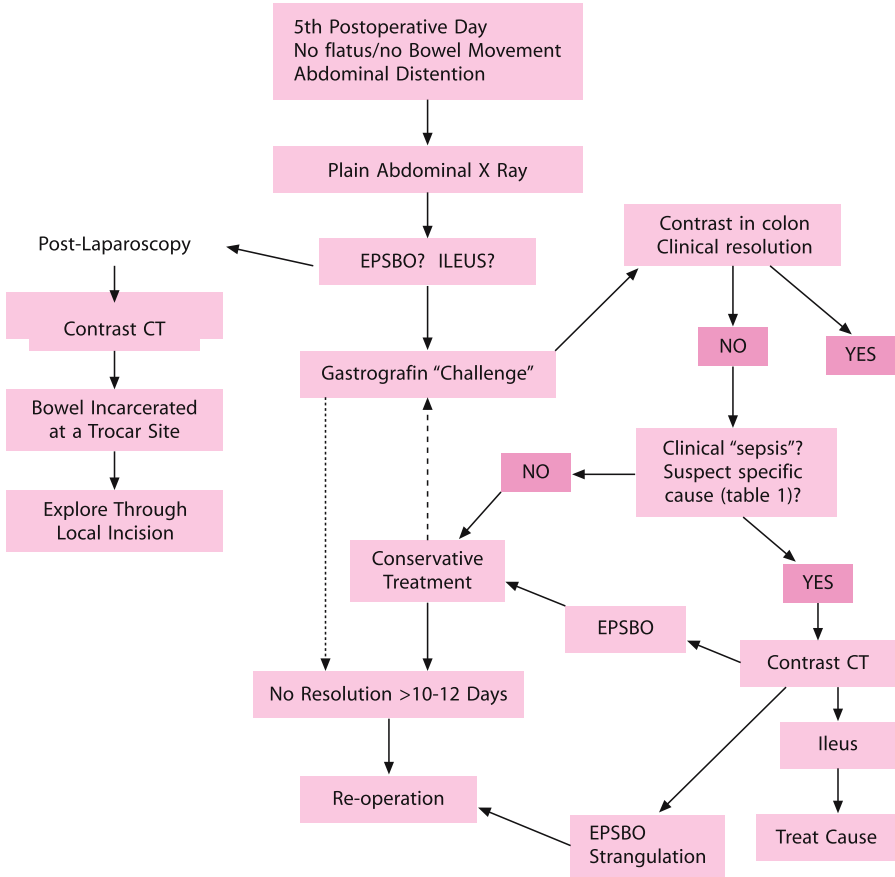 5th Postoperative Day
No flatus/no Bowel Movement
Abdominal Distention
Plain Abdominal X Ray
Post-Laparoscopy
EPSBO? ILEUS?
Contrast in colon
Clinical resolution
Contrast CT
Gastrografin “Challenge”
NO
YES
Bowel Incarcerated
at a Trocar Site
Clinical “sepsis”?
Suspect specific
cause (table 1)?
NO
Explore Through
Local Incision
Conservative
Treatment
YES
EPSBO
Contrast CT
No Resolution >10-12 Days
Ileus
Re-operation
EPSBO
Strangulation
Treat Cause